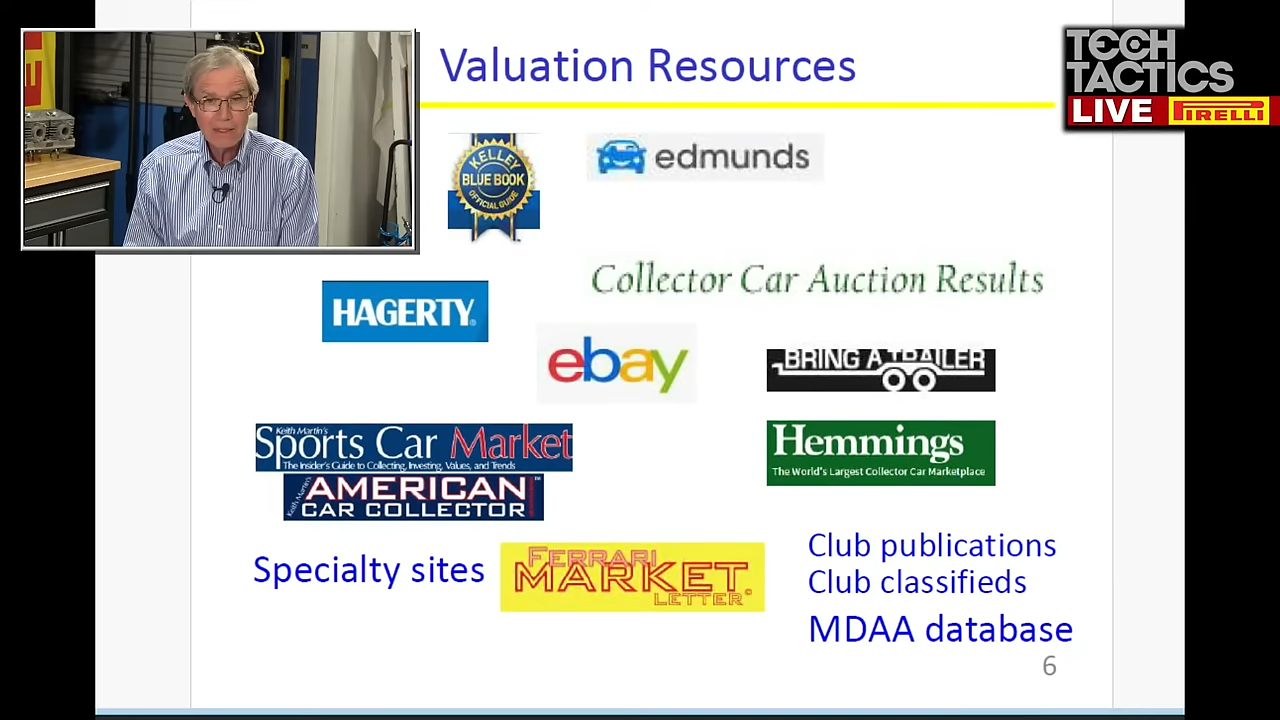 Valuation Resources
TECH
TACTICS
LIVE PIRELLI
KELLEY
BLUE BOOK
OFFICIAL GUIDE
edmunds
Collector Car Auction Results
HAGERTY
ebay
BRING A TRAILER
Keith Martin's
Sports Car Market
The Insider's Guide to Collecting, Investing, Values, and Trends
Hemmings
The World's Largest Collector Car Marketplace
Keith Martin's
AMERICAN
CAR COLLECTOR
Specialty sites
FERRARI
MARKET
LETTER©
Club publications
Club classifieds
MDAA database
6